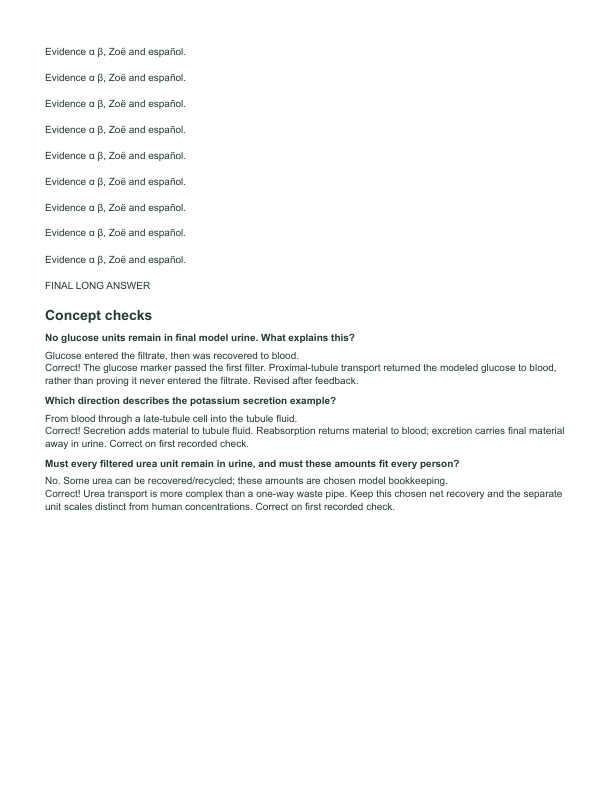 Evidence α β, Zoë and español.
Evidence α β, Zoë and español.
Evidence α β, Zoë and español.
Evidence α β, Zoë and español.
Evidence α β, Zoë and español.
Evidence α β, Zoë and español.
Evidence α β, Zoë and español.
Evidence α β, Zoë and español.
Evidence α β, Zoë and español.
FINAL LONG ANSWER
Concept checks
No glucose units remain in final model urine. What explains this?
Glucose entered the filtrate, then was recovered to blood.
Correct! The glucose marker passed the first filter. Proximal-tubule transport returned the modeled glucose to blood,
rather than proving it never entered the filtrate. Revised after feedback.
Which direction describes the potassium secretion example?
From blood through a late-tubule cell into the tubule fluid.
Correct! Secretion adds material to tubule fluid. Reabsorption returns material to blood; excretion carries final material
away in urine. Correct on first recorded check.
Must every filtered urea unit remain in urine, and must these amounts fit every person?
No. Some urea can be recovered/recycled; these amounts are chosen model bookkeeping.
Correct! Urea transport is more complex than a one-way waste pipe. Keep this chosen net recovery and the separate
unit scales distinct from human concentrations. Correct on first recorded check.